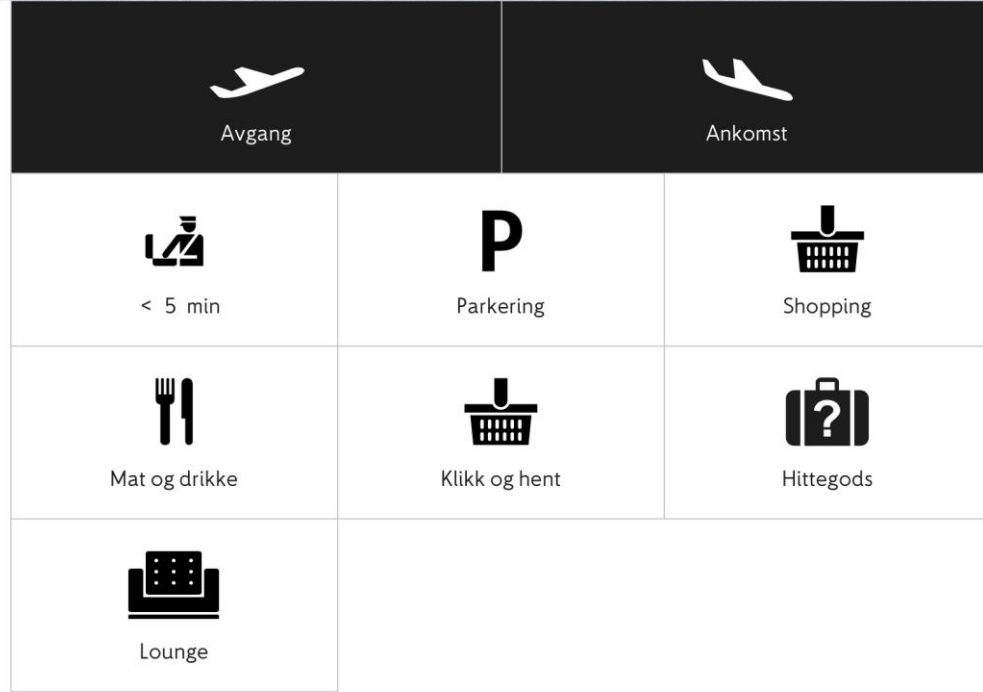 Avgang
Ankomst
< 5 min
P
Parkering
Shopping
Mat og drikke
Klikk og hent
?
Hittegods
Lounge